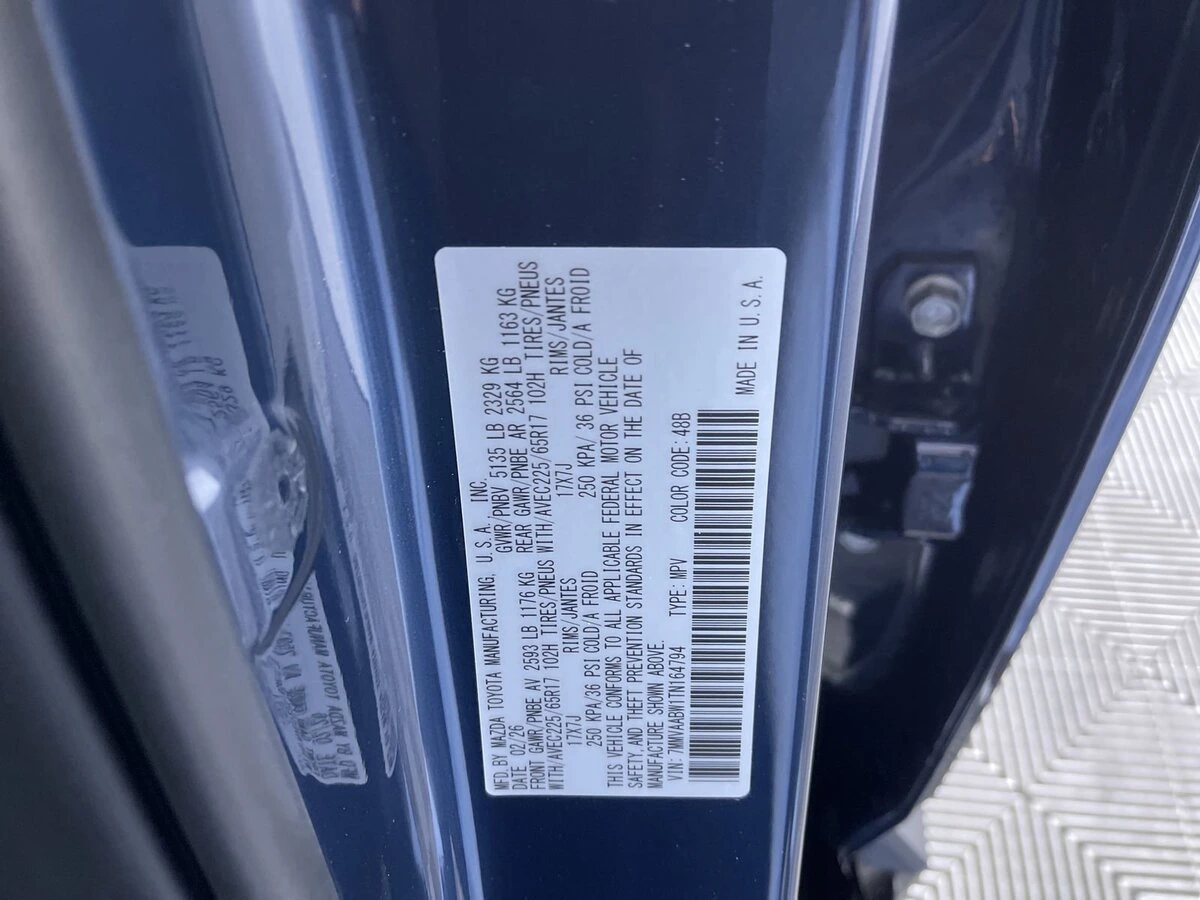 MFD. BY MAZDA TOYOTA MANUFACTURING, U.S.A. INC.
DATE 02/26 GVWR/PNBV 5135 LB 2329 KG
FRONT GAWR/PNBE AV 2593 LB 1176 KG REAR GAWR/PNBE AR 2564 LB 1163 KG
WITH/AVEC225/65R17 102H TIRES/PNEUS WITH/AVEC225/65R17 102H TIRES/PNEUS
17X7J RIMS/JANTES 17X7J RIMS/JANTES
250 KPA/36 PSI COLD/A FROID 250 KPA/ 36 PSI COLD/A FROID
THIS VEHICLE CONFORMS TO ALL APPLICABLE FEDERAL MOTOR VEHICLE
SAFETY AND THEFT PREVENTION STANDARDS IN EFFECT ON THE DATE OF
MANUFACTURE SHOWN ABOVE.
VIN: 7MMVAABW1TN164794 TYPE: MPV COLOR CODE: 48B
MADE IN U.S.A.